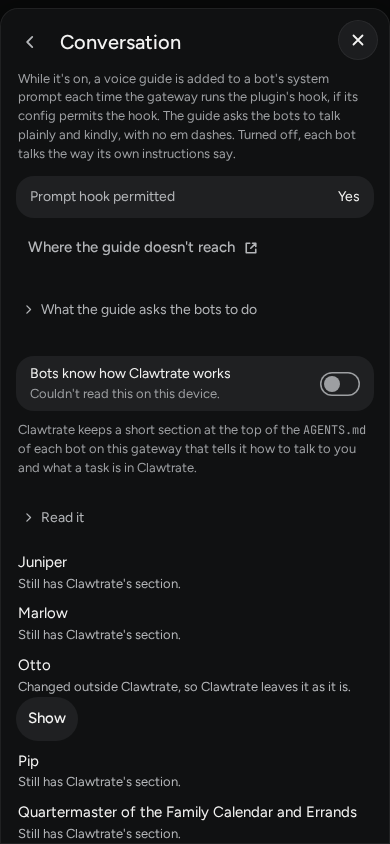 Conversation
While it's on, a voice guide is added to a bot's system
prompt each time the gateway runs the plugin's hook, if its
config permits the hook. The guide asks the bots to talk
plainly and kindly, with no em dashes. Turned off, each bot
talks the way its own instructions say.
Prompt hook permitted Yes
Where the guide doesn't reach
What the guide asks the bots to do
Bots know how Clawtrate works
Couldn't read this on this device.
Clawtrate keeps a short section at the top of the AGENTS.md
of each bot on this gateway that tells it how to talk to you
and what a task is in Clawtrate.
Read it
Juniper
Still has Clawtrate's section.
Marlow
Still has Clawtrate's section.
Otto
Changed outside Clawtrate, so Clawtrate leaves it as it is.
Show
Pip
Still has Clawtrate's section.
Quartermaster of the Family Calendar and Errands
Still has Clawtrate's section.